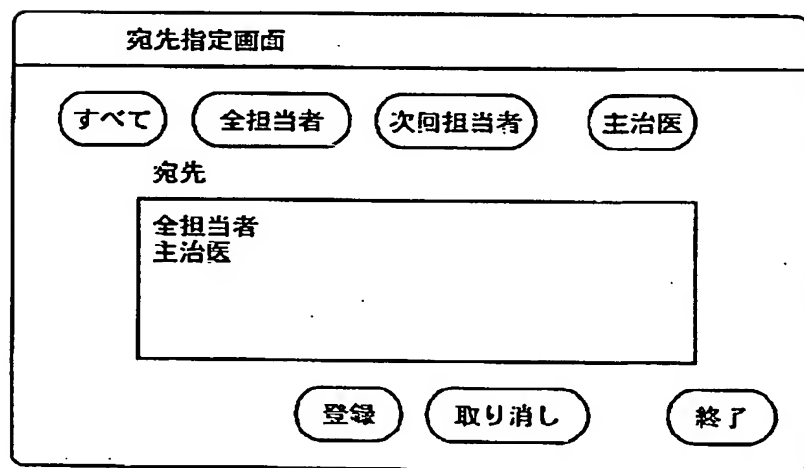 宛先指定画面
すべて 全担当者 次回担当者 主治医
宛先
全担当者
主治医
登録 取り消し 終了